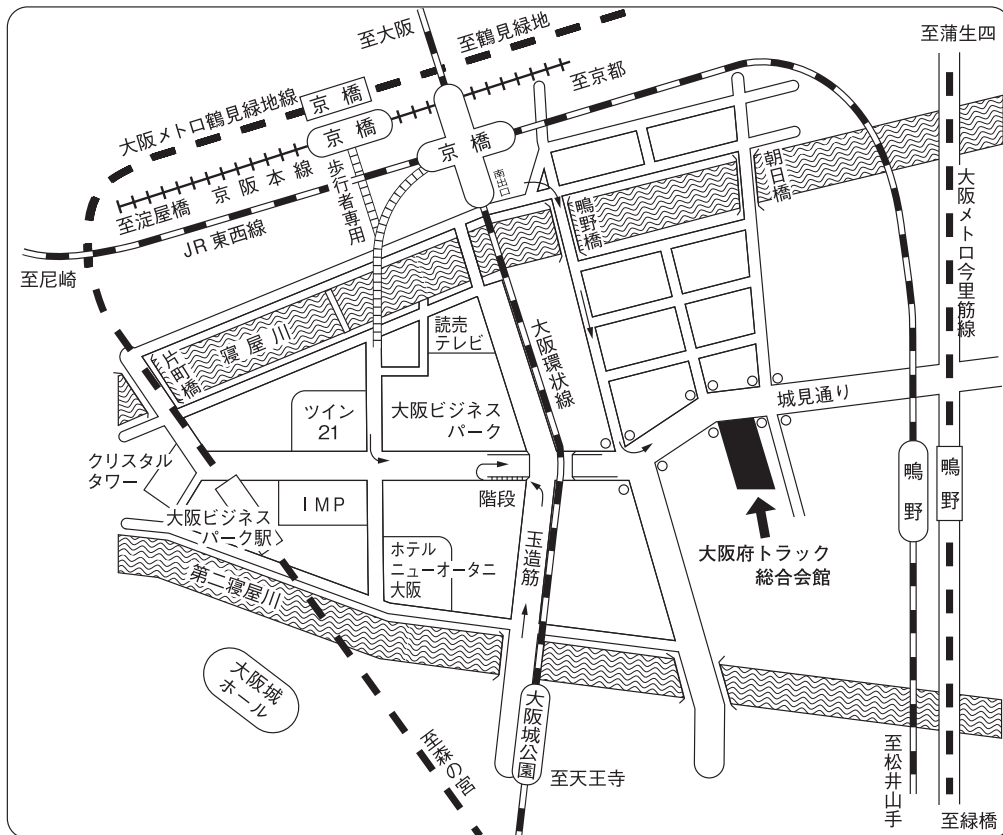 至大阪
至鶴見緑地
至蒲生四
大阪メトロ鶴見緑地線
京橋
京橋
京橋
至京都
至淀屋橋
京阪本線
歩行者専用
南出口
JR東西線
鴫野橋
朝日橋
大阪メトロ今里筋線
至尼崎
片町橋
寝屋川
読売
テレビ
大阪環状線
城見通り
ツイン
21
大阪ビジネス
パーク
クリスタル
タワー
階段
IMP
大阪ビジネス
パーク駅
ホテル
ニューオータニ
大阪
玉造筋
大阪府トラック
総合会館
鴫野
鴫野
第二寝屋川
大阪城
ホール
至森の宮
大阪城公園
至天王寺
至松井山手
至緑橋